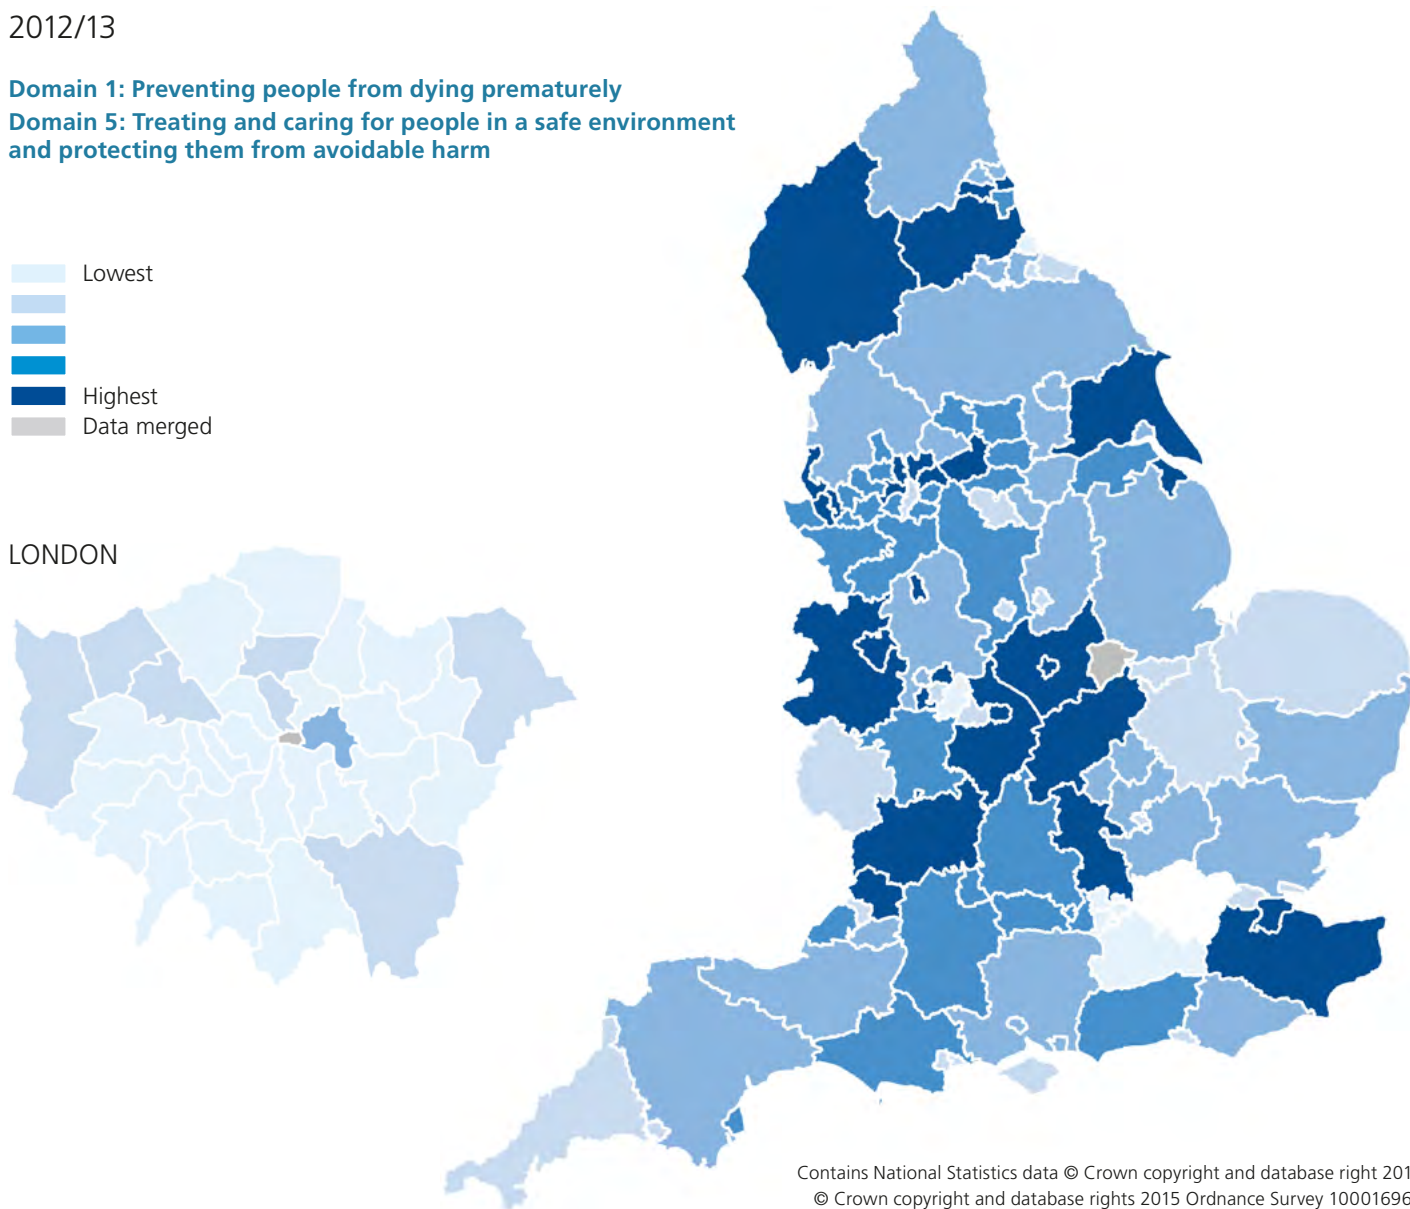 2012/13
Domain 1: Preventing people from dying prematurely
Domain 5: Treating and caring for people in a safe environment
and protecting them from avoidable harm
Lowest
Highest
Data merged
LONDON
Contains National Statistics data © Crown copyright and database right 201
© Crown copyright and database rights 2015 Ordnance Survey 10001696